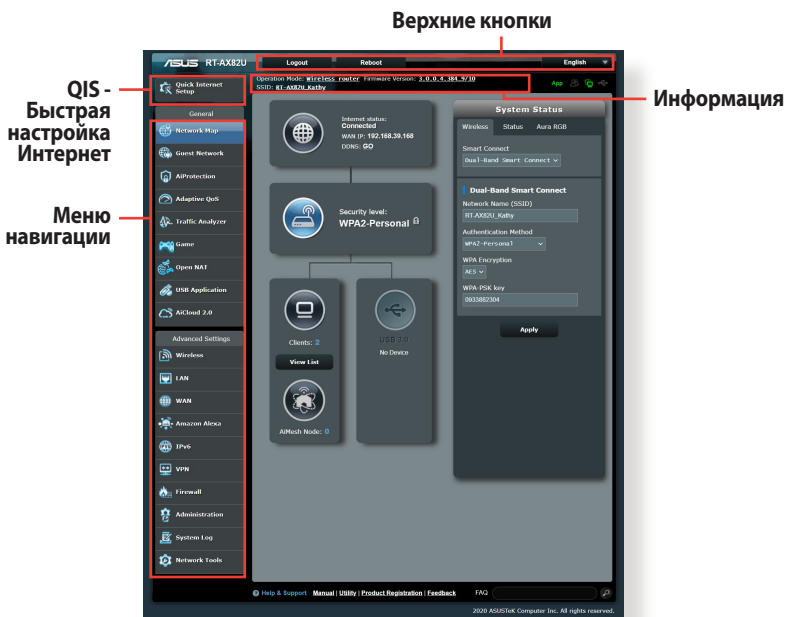 Верхние кнопки
QIS -
Быстрая
настройка
Интернет
Меню
навигации
Информация
ASUS RT-AX82U
Logout
Reboot
English
Quick Internet
Setup
Operation Mode: Wireless router Firmware Version: 3.0.0.4.384_9/10
SSID: RT-AX82U_Kathy
App
General
Network Map
Guest Network
AiProtection
Adaptive QoS
Traffic Analyzer
Game
Open NAT
USB Application
AiCloud 2.0
Advanced Settings
Wireless
LAN
WAN
Amazon Alexa
IPv6
VPN
Firewall
Administration
System Log
Network Tools
Internet status:
Connected
WAN IP: 192.168.39.168
DDNS: GO
Security level:
WPA2-Personal
Clients: 2
View List
AiMesh Node: 0
USB 3.0
No Device
System Status
Wireless
Status
Aura RGB
Smart Connect
Dual-Band Smart Connect
Dual-Band Smart Connect
Network Name (SSID)
RT-AX82U_Kathy
Authentication Method
WPA2-Personal
WPA Encryption
AES
WPA-PSK key
0933882304
Apply
Help & Support Manual | Utility | Product Registration | Feedback
FAQ
2020 ASUSTeK Computer Inc. All rights reserved.